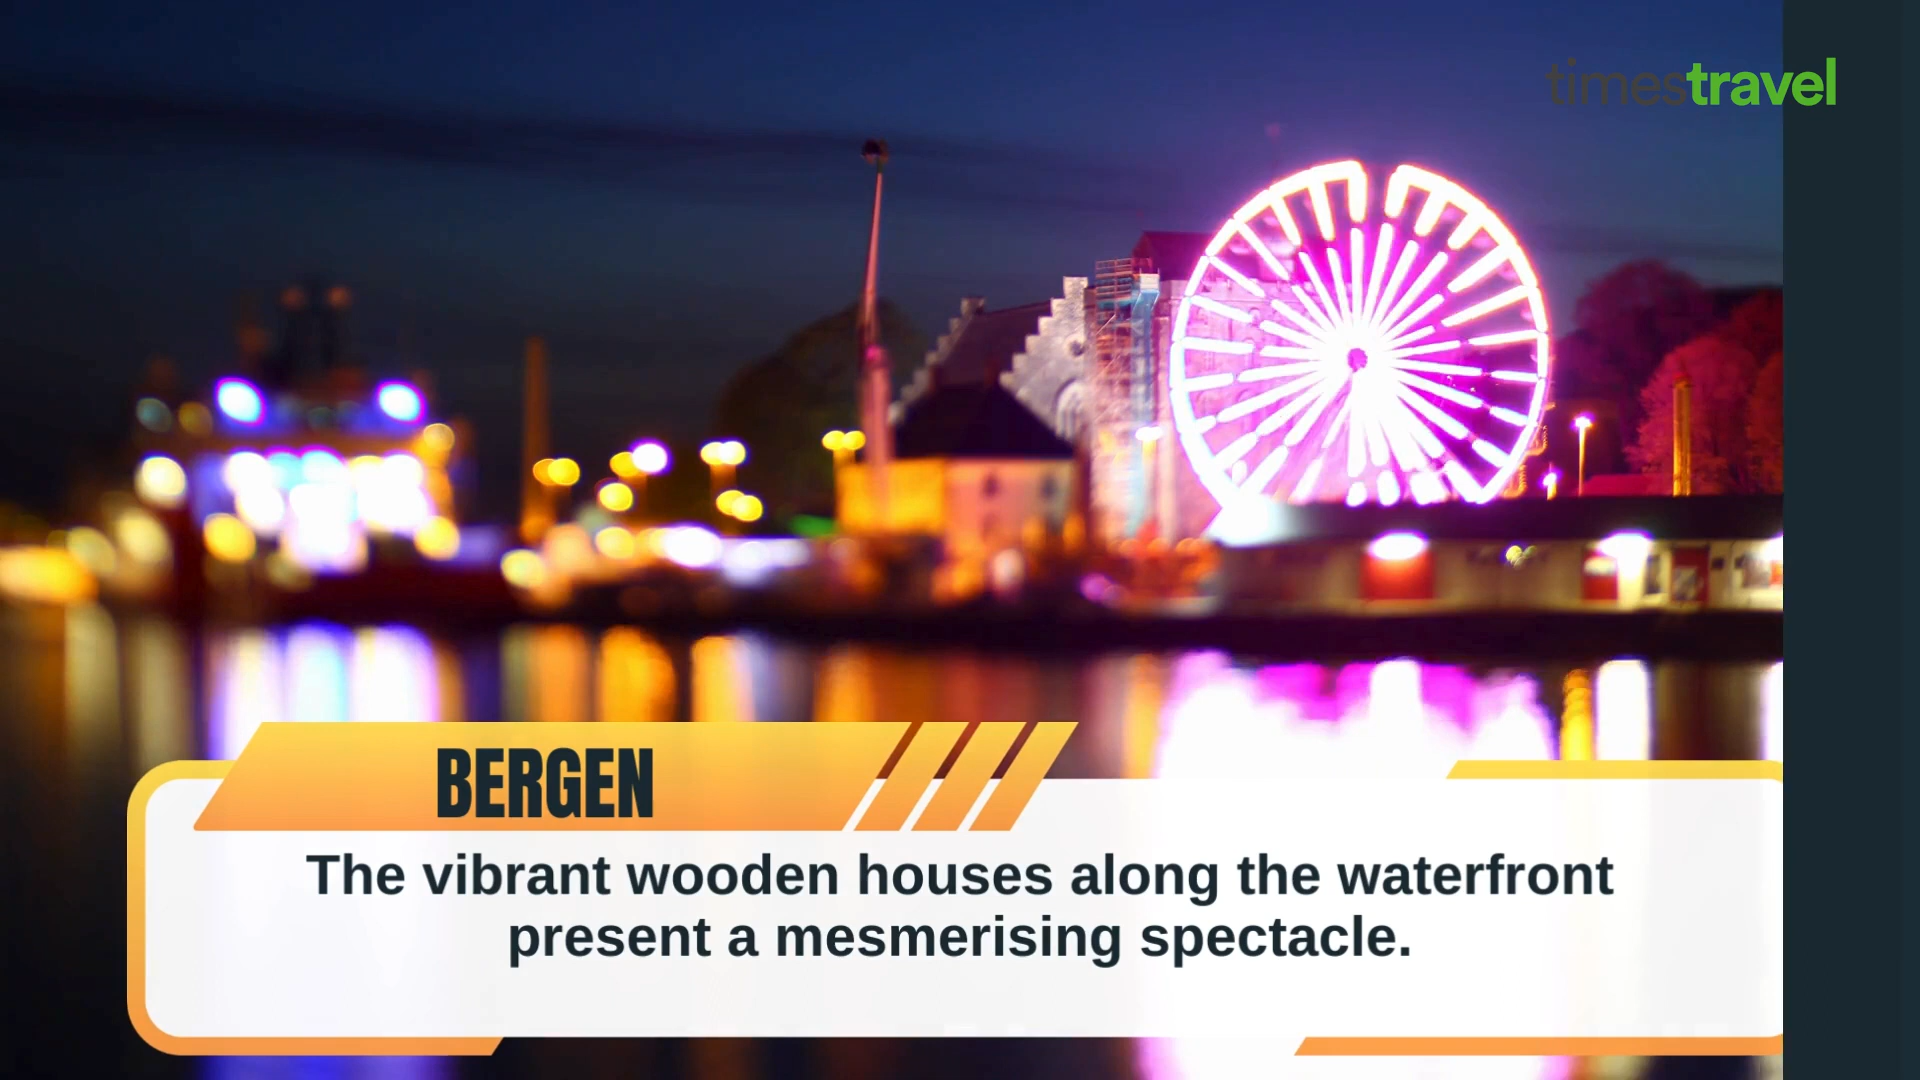 timestravel
BERGEN
The vibrant wooden houses along the waterfront
present a mesmerising spectacle.